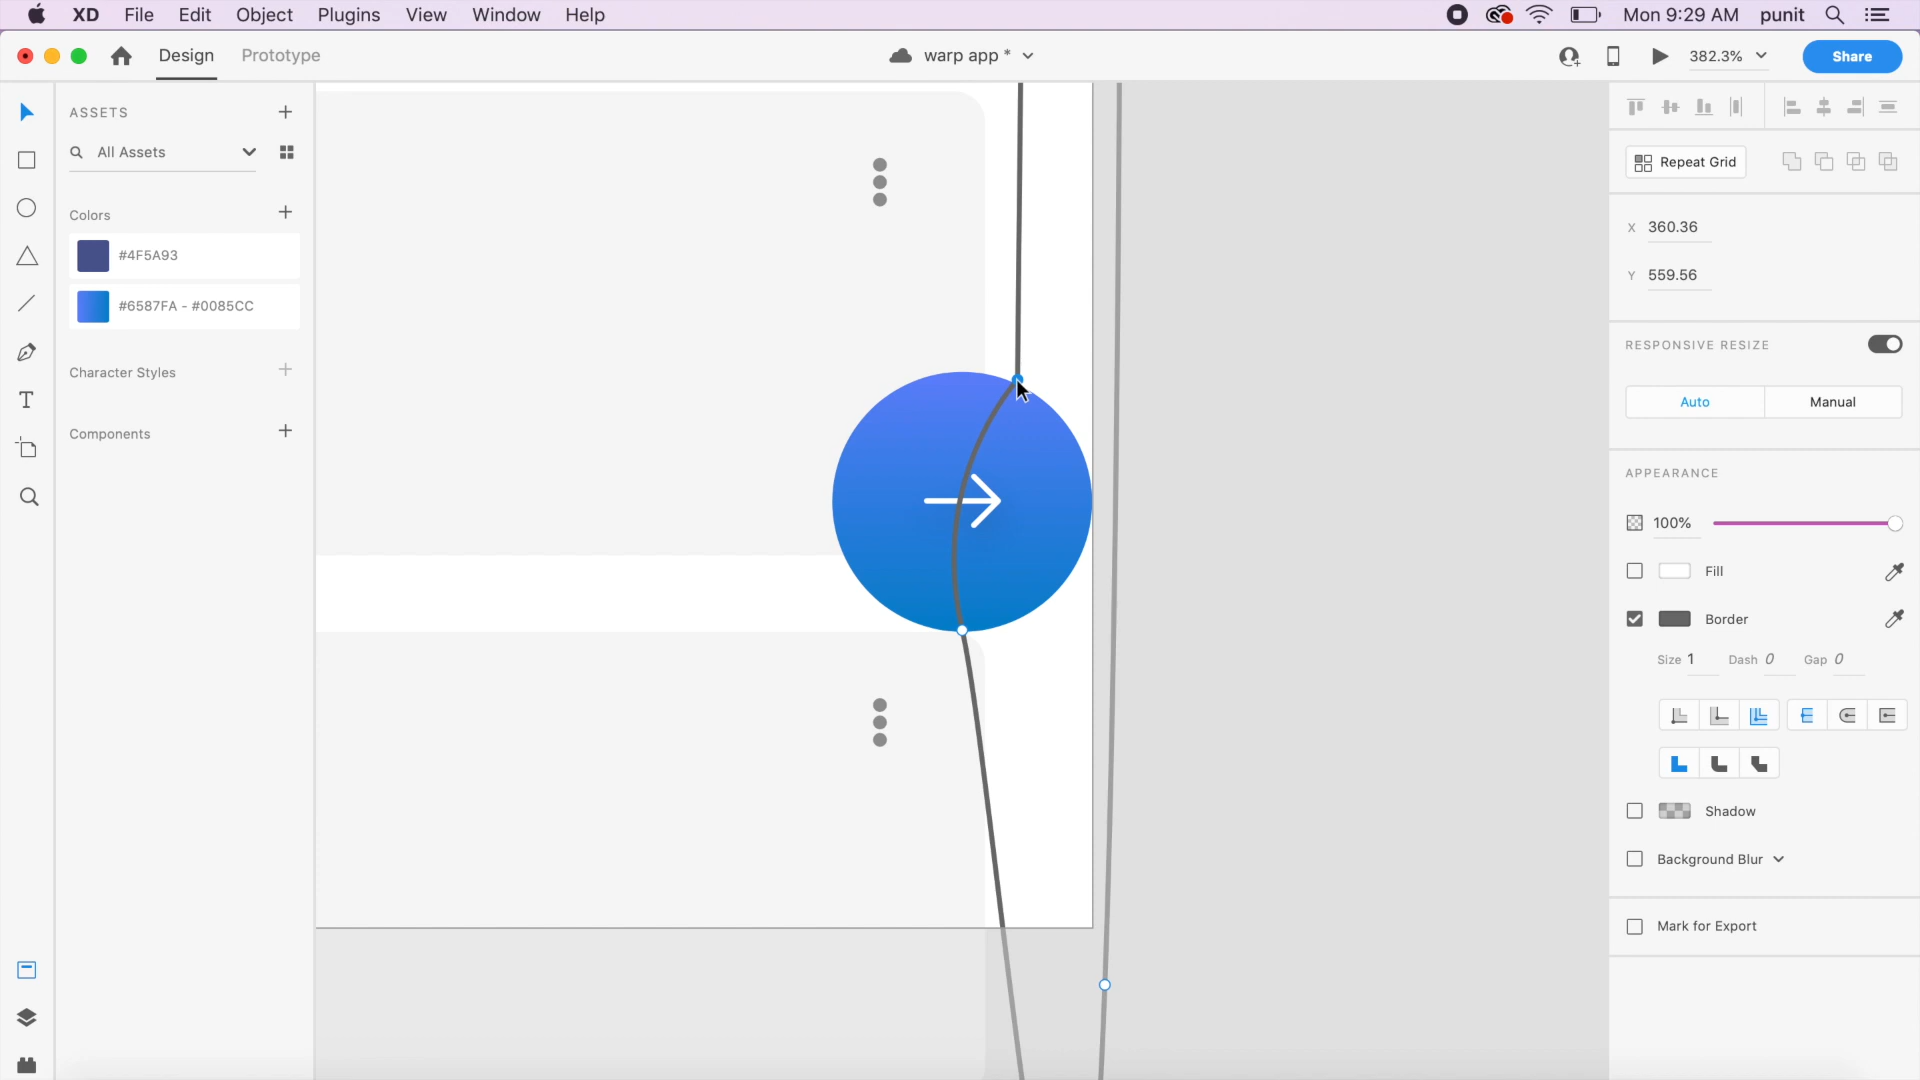 XD File Edit Object Plugins View Window Help Mon 9:29 AM punit
Design Prototype warp app * 382.3% Share
ASSETS
All Assets
Colors
#4F5A93
#6587FA - #0085CC
Character Styles
Components
T
Repeat Grid
X 360.36
Y 559.56
RESPONSIVE RESIZE
Auto Manual
APPEARANCE
100%
Fill
Border
Size 1 Dash 0 Gap 0
Shadow
Background Blur
Mark for Export